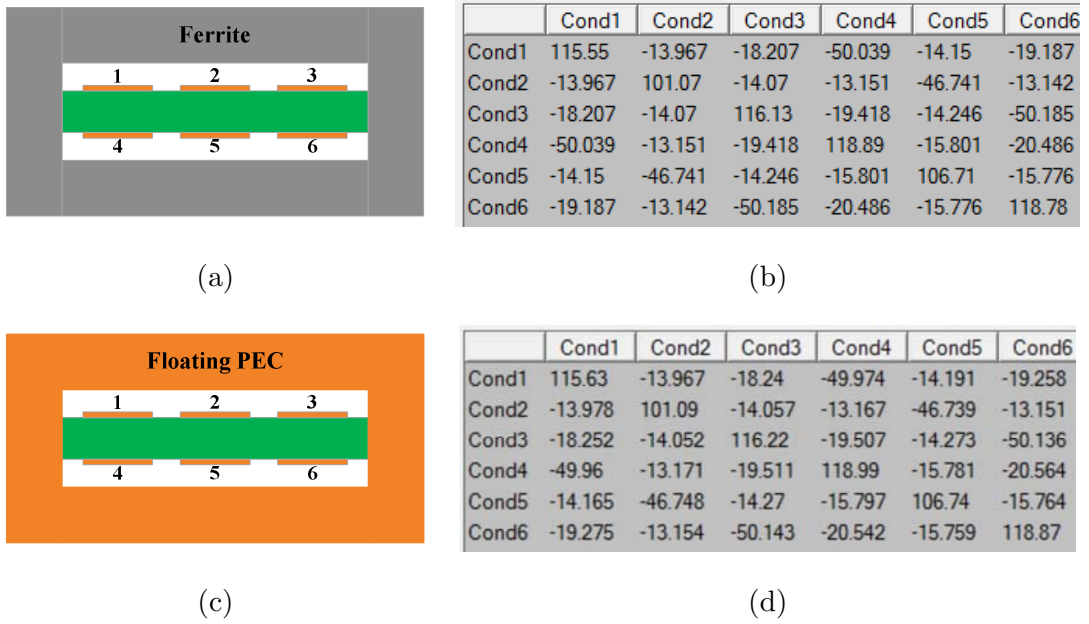 Ferrite
1 2 3
4 5 6
(a)
Cond1 Cond2 Cond3 Cond4 Cond5 Cond6
Cond1 115.55 -13.967 -18.207 -50.039 -14.15 -19.187
Cond2 -13.967 101.07 -14.07 -13.151 -46.741 -13.142
Cond3 -18.207 -14.07 116.13 -19.418 -14.246 -50.185
Cond4 -50.039 -13.151 -19.418 118.89 -15.801 -20.486
Cond5 -14.15 -46.741 -14.246 -15.801 106.71 -15.776
Cond6 -19.187 -13.142 -50.185 -20.486 -15.776 118.78
(b)
Floating PEC
1 2 3
4 5 6
(c)
Cond1 Cond2 Cond3 Cond4 Cond5 Cond6
Cond1 115.63 -13.967 -18.24 -49.974 -14.191 -19.258
Cond2 -13.978 101.09 -14.057 -13.167 -46.739 -13.151
Cond3 -18.252 -14.052 116.22 -19.507 -14.273 -50.136
Cond4 -49.96 -13.171 -19.511 118.99 -15.781 -20.564
Cond5 -14.165 -46.748 -14.27 -15.797 106.74 -15.764
Cond6 -19.275 -13.154 -50.143 -20.542 -15.759 118.87
(d)